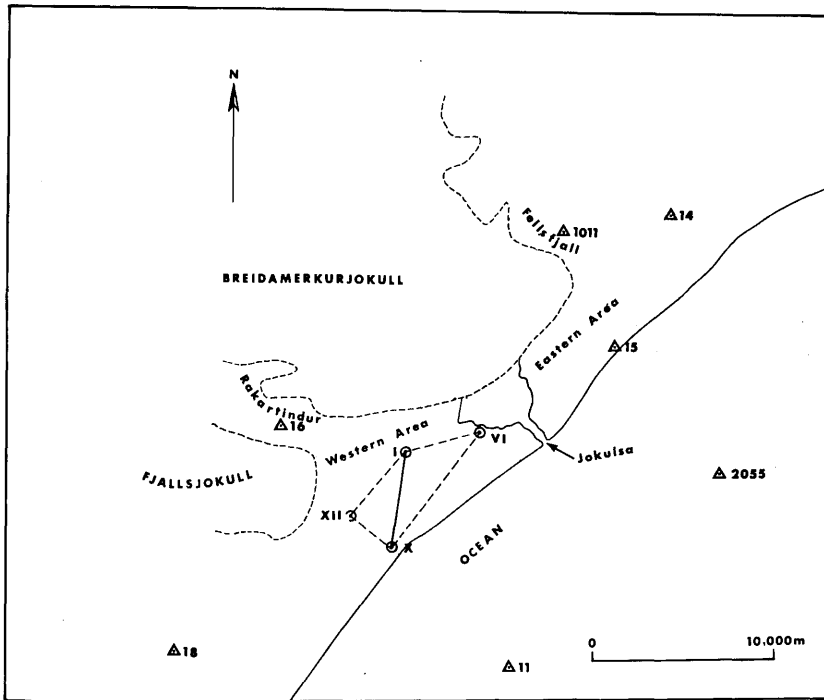 N
Fellsfjall
1011
14
BREIDAMERKURJOKULL
Eastern Area
15
Rakartindur
16
Western Area
I
VI
Jokulsa
FJALLSJOKULL
2055
XII
X
OCEAN
18
11
0 10,000m